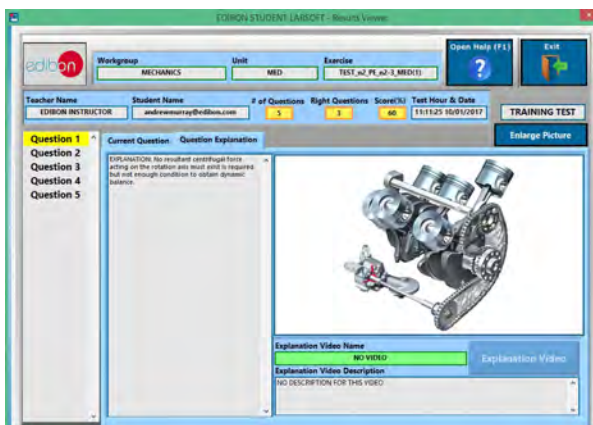 EDIBON STUDENT LABSOFT - Results Viewer
edibon
Workgroup
MECHANICS
Unit
MED
Exercise
TEST_n2_PE_n2-3_MED(1)
Open Help (F1)
?
Exit
Teacher Name
EDIBON INSTRUCTOR
Student Name
andrewmurray@edibon.com
# of Questions
5
Right Questions
3
Score(%)
60
Test Hour & Date
11:11:25 10/01/2017
TRAINING TEST
Question 1
Question 2
Question 3
Question 4
Question 5
Current Question
Question Explanation
Enlarge Picture
EXPLANATION: No resultant centrifugal force
acting on the rotation axis must exist is required
but not enough condition to obtain dynamic
balance.
Explanation Video Name
NO VIDEO
Explanation Video
Explanation Video Description
NO DESCRIPTION FOR THIS VIDEO